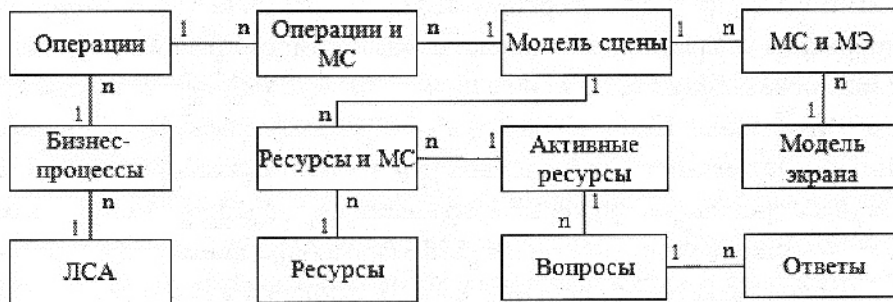 Операции
1
n
Операции и
МС
n
1
Модель сцены
1
n
МС и МЭ
n
1
n
1
n
1
Бизнес-
процессы
Ресурсы и МС
n
1
Активные
ресурсы
Модель
экрана
n
1
n
1
1
n
ЛСА
Ресурсы
Вопросы
1
n
Ответы